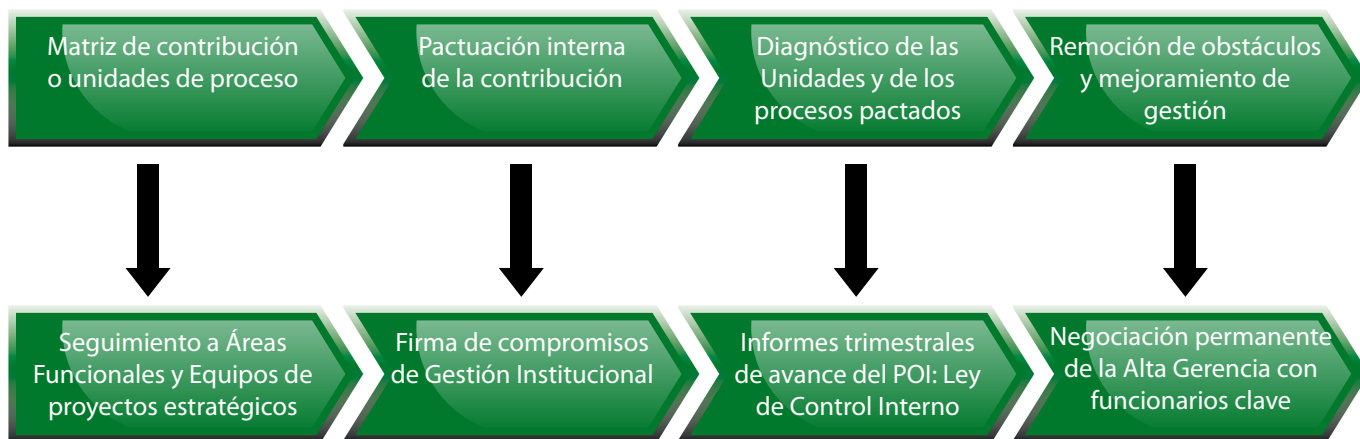 Matriz de contribución
o unidades de proceso
Pactuación interna
de la contribución
Diagnóstico de las
Unidades y de los
procesos pactados
Remoción de obstáculos
y mejoramiento de
gestión
Seguimiento a Áreas
Funcionales y Equipos de
proyectos estratégicos
Firma de compromisos
de Gestión Institucional
Informes trimestrales
de avance del POI: Ley
de Control Interno
Negociación permanente
de la Alta Gerencia con
funcionarios clave